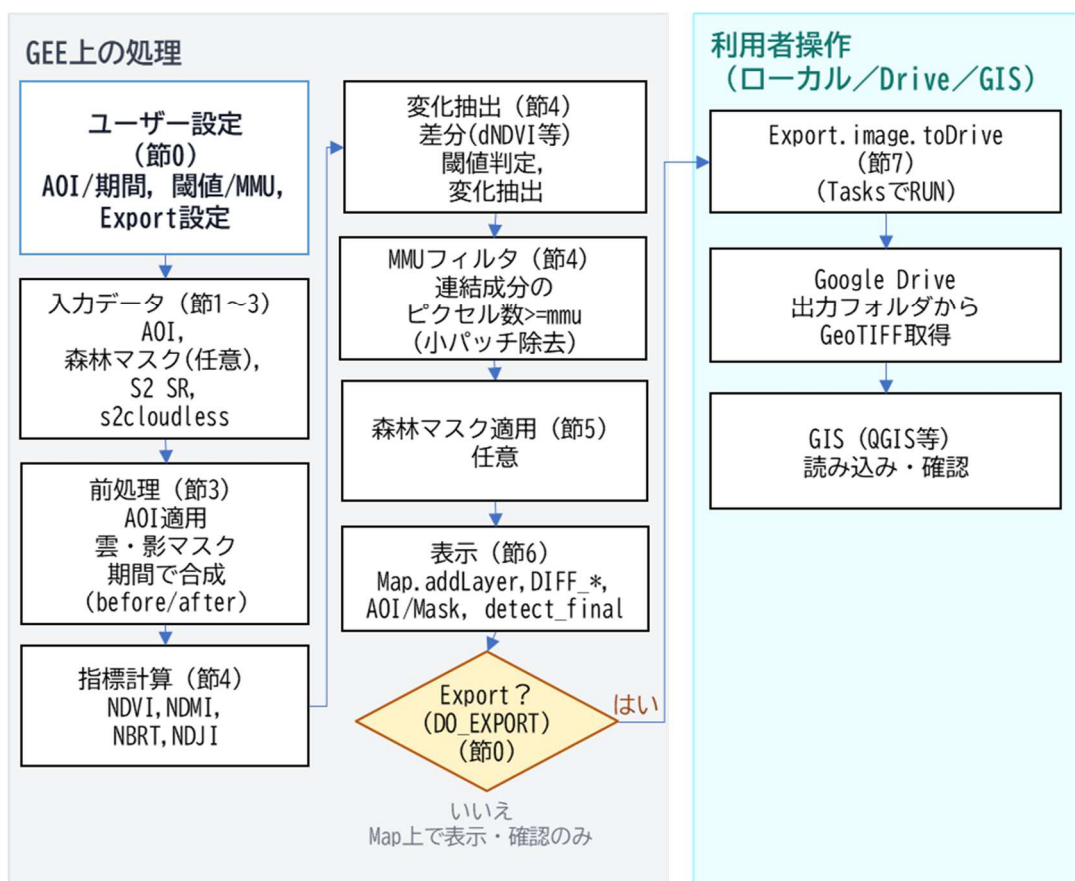 GEE上の処理
ユーザー設定
(節0)
AOI/期間, 閾値/MMU,
Export設定
入力データ（節1～3）
AOI,
森林マスク(任意),
S2 SR,
s2cloudless
前処理（節3）
AOI適用
雲・影マスク
期間で合成
(before/after)
指標計算（節4）
NDVI,NDMI,
NBRT,NDJI
変化抽出（節4）
差分(dNDVI等)
閾値判定,
変化抽出
MMUフィルタ（節4）
連結成分の
ピクセル数>=mmu
(小パッチ除去)
森林マスク適用（節5）
任意
表示（節6）
Map.addLayer,DIFF_*,
AOI/Mask, detect_final
Export？
(DO_EXPORT)
(節0)
はい
いいえ
Map上で表示・確認のみ
利用者操作
（ローカル／Drive／GIS）
Export.image.toDrive
(節7)
(TasksでRUN)
Google Drive
出力フォルダから
GeoTIFF取得
GIS（QGIS等）
読み込み・確認